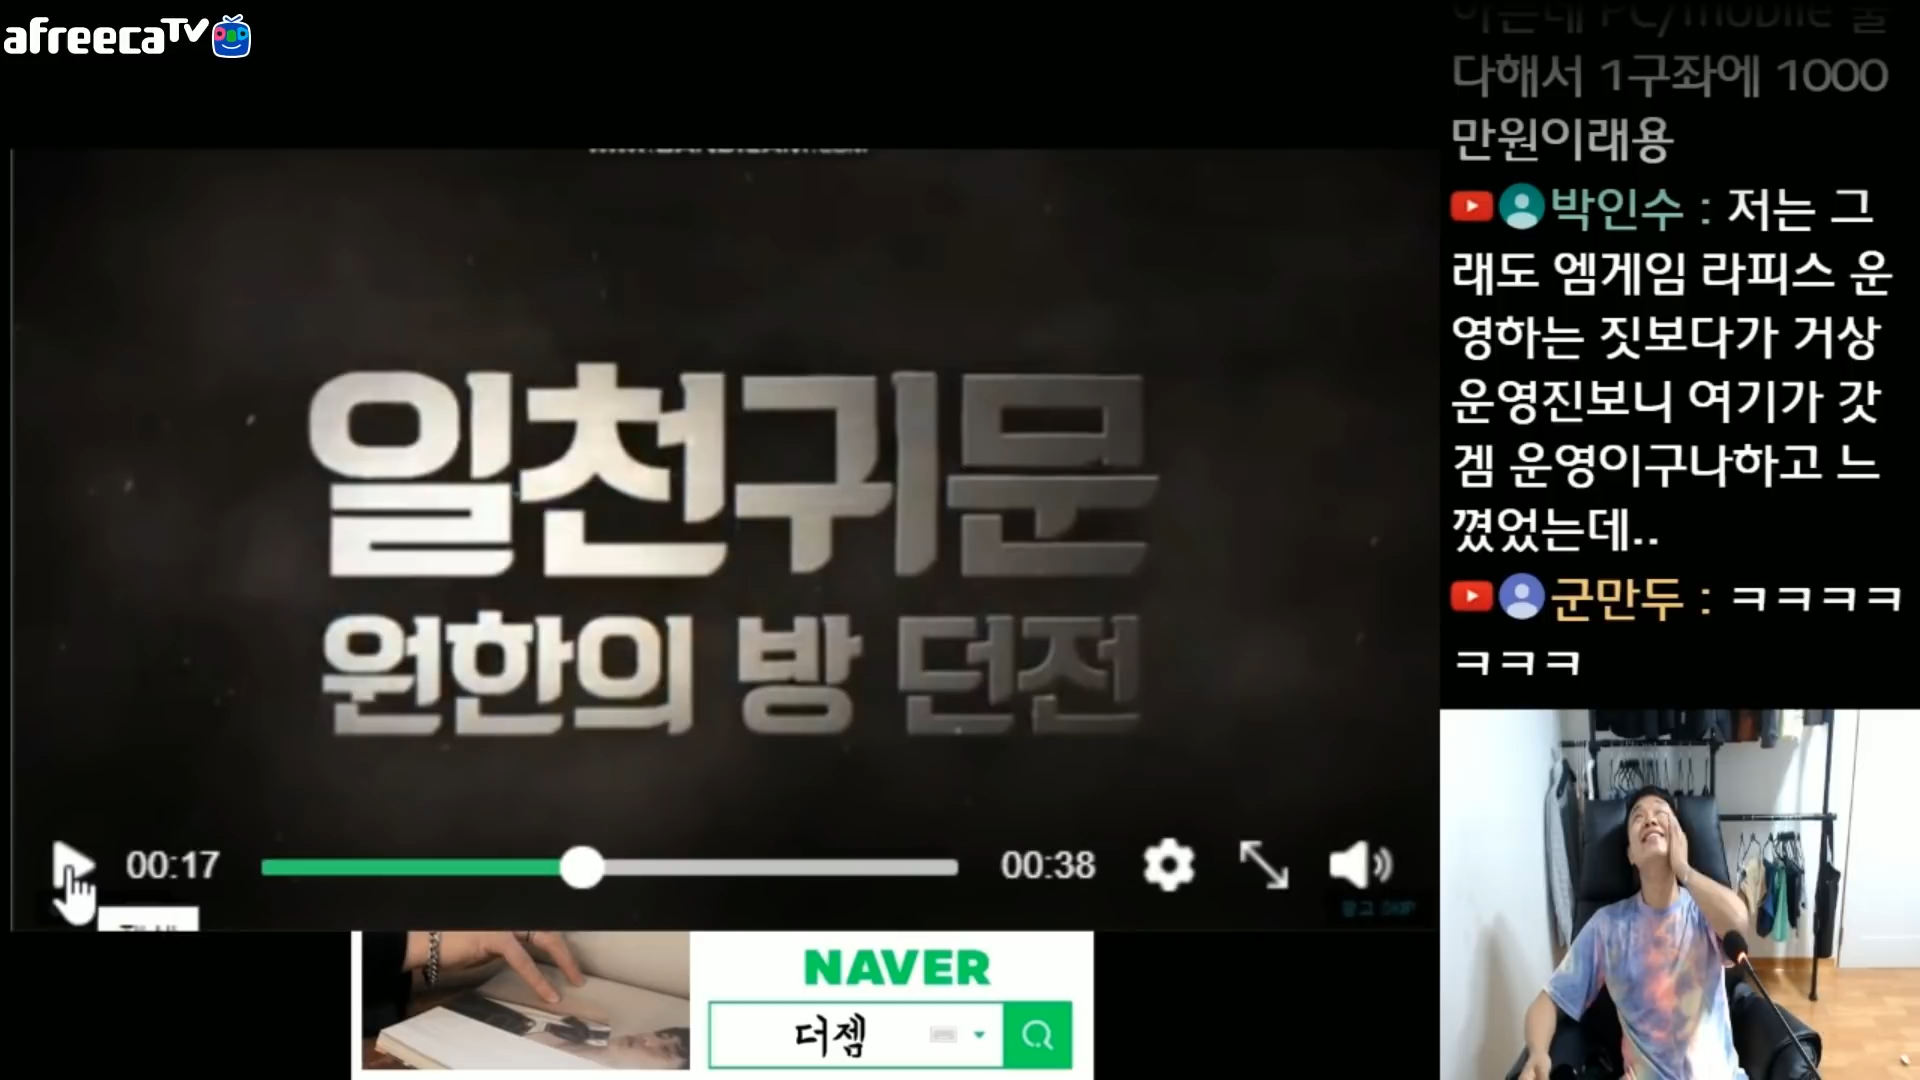 afreecaTV
일천귀문
원한의 방 던전
00:17
00:38
광고 SKIP
NAVER
더젬
다해서 1구좌에 1000
만원이래용
박인수 : 저는 그
래도 엠게임 라피스 운
영하는 짓보다가 거상
운영진보니 여기가 갓
겜 운영이구나하고 느
꼈었는데..
군만두 : ㅋㅋㅋㅋ
ㅋㅋㅋ